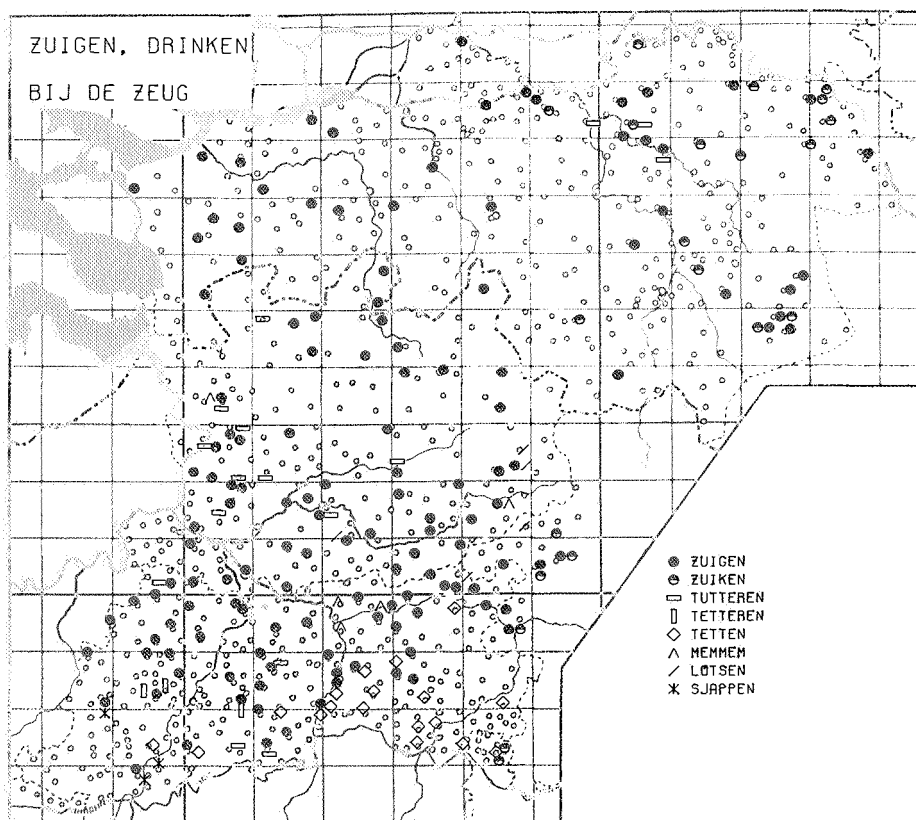 ZUIGEN, DRINKEN
BIJ DE ZEUG
ZUIGEN
ZUIKEN
TUTTEREN
TETTEREN
TETTEN
MEMMEM
LOTSEN
SJAPPEN